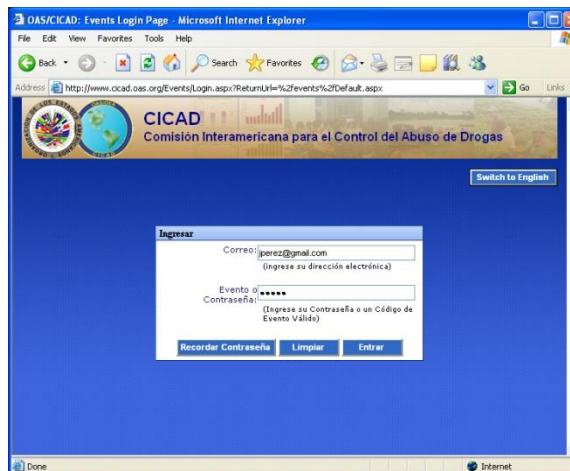 OAS/CICAD: Events Login Page - Microsoft Internet Explorer
File Edit View Favorites Tools Help
Back Search Favorites
Address http://www.cicad.oas.org/Events/Login.aspx?ReturnUrl=%2fevents%2fDefault.aspx Go Links
CICAD
Comisión Interamericana para el Control del Abuso de Drogas
Switch to English
Ingresar
Correo: jperez@gmail.com
(ingrese su dirección electrónica)
Evento o
Contraseña: •••••
(Ingrese su Contraseña o un Código de
Evento Válido)
Recordar Contraseña Limpiar Entrar
Done Internet